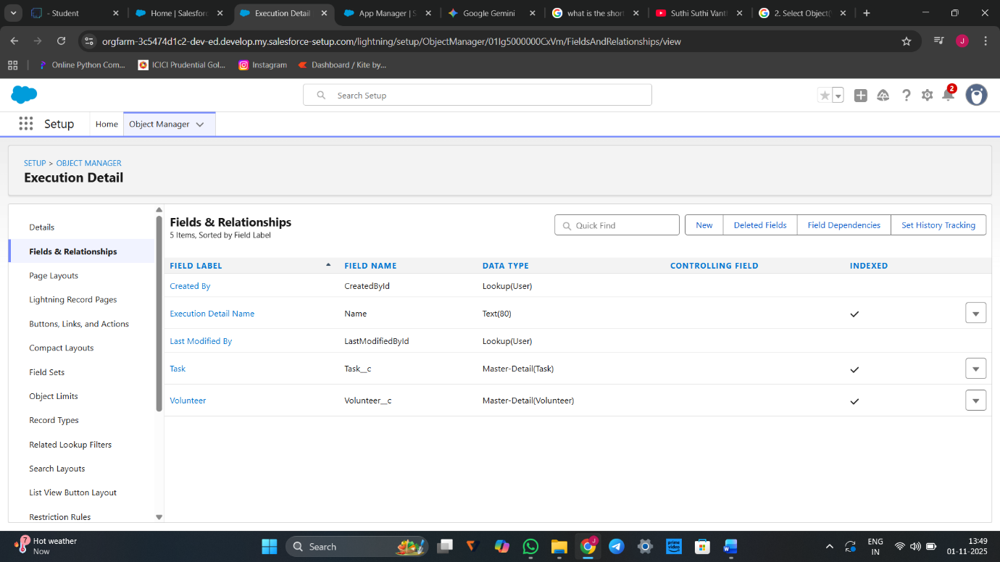 - Student
Home | Salesforc
Execution Detail
App Manager | S
Google Gemini
what is the short
Suthi Suthi Vanth
2. Select Object(
orgfarm-3c5474d1c2-dev-ed.develop.my.salesforce-setup.com/lightning/setup/ObjectManager/01Ig5000000CxVm/FieldsAndRelationships/view
J
Online Python Com...
ICICI Prudential Gol...
Instagram
Dashboard / Kite by...
Search Setup
2
Setup
Home
Object Manager
SETUP > OBJECT MANAGER
Execution Detail
Details
Fields & Relationships
Page Layouts
Lightning Record Pages
Buttons, Links, and Actions
Compact Layouts
Field Sets
Object Limits
Record Types
Related Lookup Filters
Search Layouts
List View Button Layout
Restriction Rules
Fields & Relationships
5 Items, Sorted by Field Label
Quick Find
New
Deleted Fields
Field Dependencies
Set History Tracking
FIELD LABEL FIELD NAME DATA TYPE CONTROLLING FIELD INDEXED
Created By CreatedById Lookup(User)
Execution Detail Name Name Text(80)
Last Modified By LastModifiedById Lookup(User)
Task Task__c Master-Detail(Task)
Volunteer Volunteer__c Master-Detail(Volunteer)
7
Hot weather
Now
Search
J
prime video
W
ENG
IN
13:49
01-11-2025